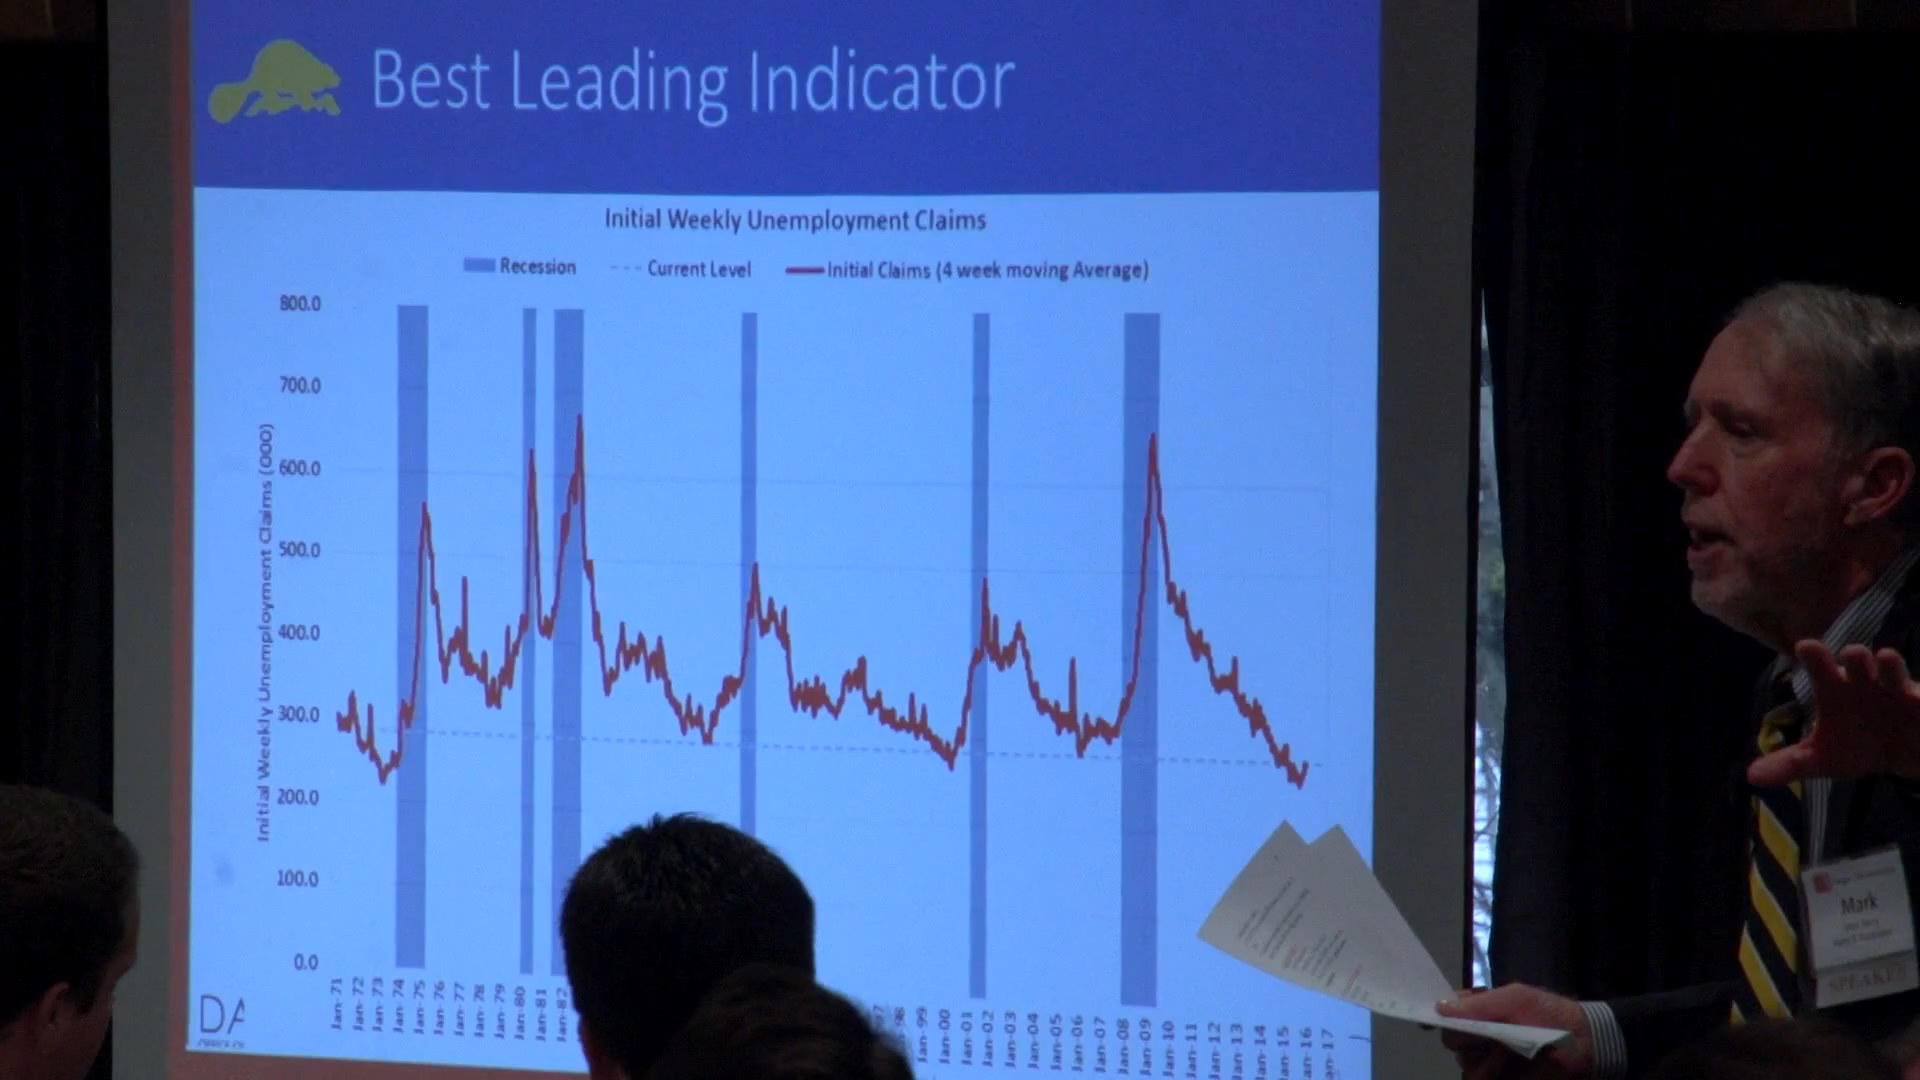 Best Leading Indicator
Initial Weekly Unemployment Claims
Recession Current Level Initial Claims (4 week moving Average)
Initial Weekly Unemployment Claims (000)
800.0
700.0
600.0
500.0
400.0
300.0
200.0
100.0
0.0
Jan-71 Jan-72 Jan-73 Jan-74 Jan-75 Jan-76 Jan-77 Jan-78 Jan-79 Jan-80 Jan-81 Jan-82 Jan-99 Jan-00 Jan-01 Jan-02 Jan-03 Jan-04 Jan-05 Jan-06 Jan-07 Jan-08 Jan-09 Jan-10 Jan-11 Jan-12 Jan-13 Jan-14 Jan-15 Jan-16 Jan-17
DA
Mark
SPEAKER